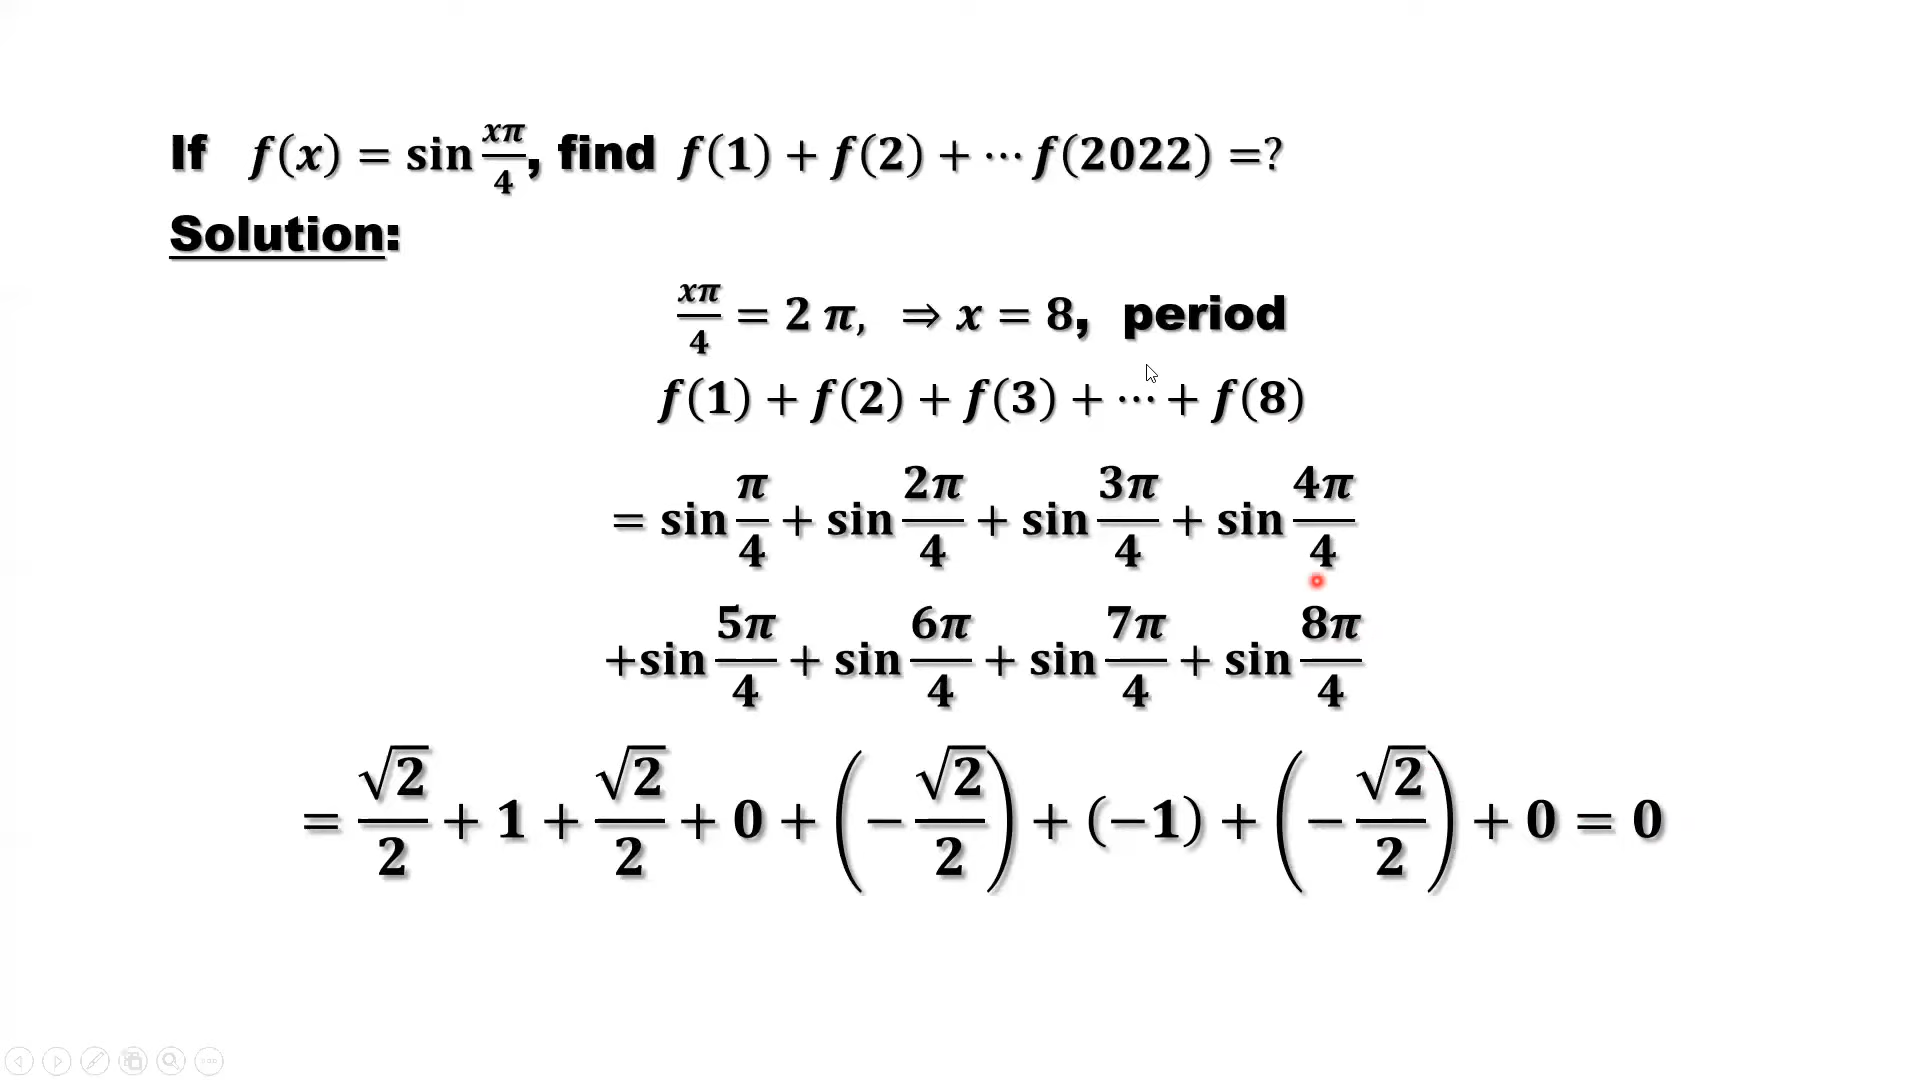 If f(x) = sin xπ/4, find f(1) + f(2) + ⋯ f(2022) =?
Solution:
xπ/4 = 2 π, ⇒ x = 8, period
f(1) + f(2) + f(3) + ⋯ + f(8)
= sin π/4 + sin 2π/4 + sin 3π/4 + sin 4π/4
+sin 5π/4 + sin 6π/4 + sin 7π/4 + sin 8π/4
= √2/2 + 1 + √2/2 + 0 + (−√2/2) + (−1) + (−√2/2) + 0 = 0